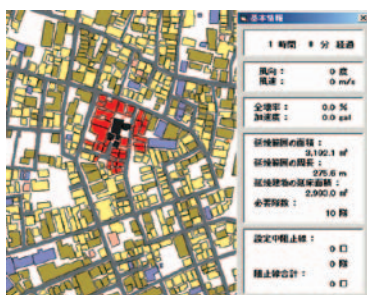 基本情報
1 時間 0 分 経過
風向： 0 度
風速： 0 m/s
全壊率： 0.0 %
加速度： 0.0 gal
延焼範囲の面積：
3,192.1 ㎡
延焼範囲の周長：
275.6 m
延焼建物の延床面積：
2,990.0 ㎡
必要隊数：
10 隊
設定中阻止線：
0 口
0 隊
阻止線合計：
0 口
0 隊